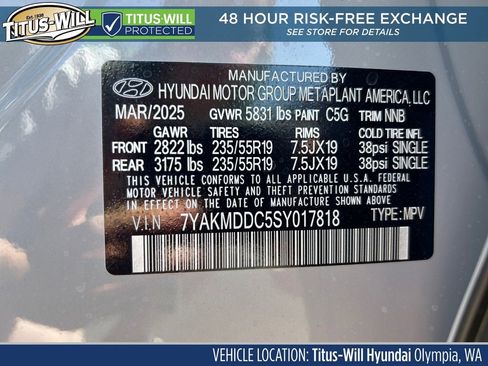 EST. 1938
TITUS-WILL
TITUS-WILL
PROTECTED
48 HOUR RISK-FREE EXCHANGE
SEE STORE FOR DETAILS
MANUFACTURED BY
HYUNDAI MOTOR GROUP METAPLANT AMERICA, LLC
MAR/2025 GVWR 5831 lbs PAINT C5G TRIM NNB
GAWR TIRES RIMS COLD TIRE INFL
FRONT 2822 lbs 235/55R19 7.5JX19 38psi SINGLE
REAR 3175 lbs 235/55R19 7.5JX19 38psi SINGLE
THIS VEHICLE CONFORMS TO ALL APPLICABLE
U.S.A. FEDERAL MOTOR VEHICLE SAFETY STANDARDS IN
EFFECT ON THE DATE OF MANUFACTURE SHOWN ABOVE.
V.I.N 7YAKMDDC5SY017818 TYPE: MPV
VEHICLE LOCATION: Titus-Will Hyundai Olympia, WA